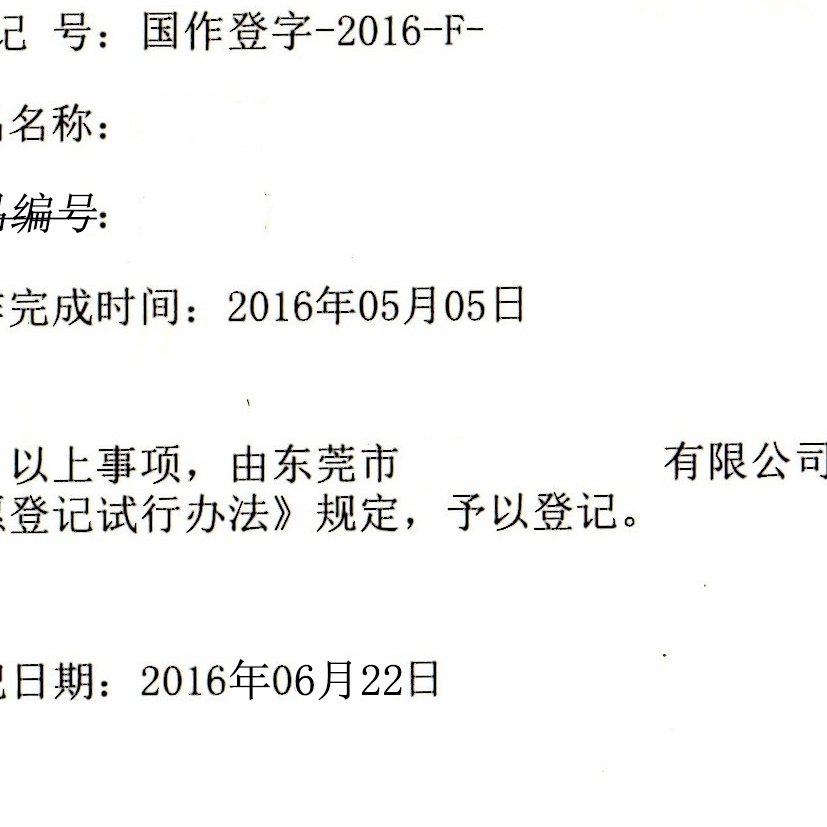 记 号：国作登字-2016-F-
名称：
编号：
完成时间：2016年05月05日
以上事项，由东莞市 有限公司
登记试行办法》规定，予以登记。
日期：2016年06月22日